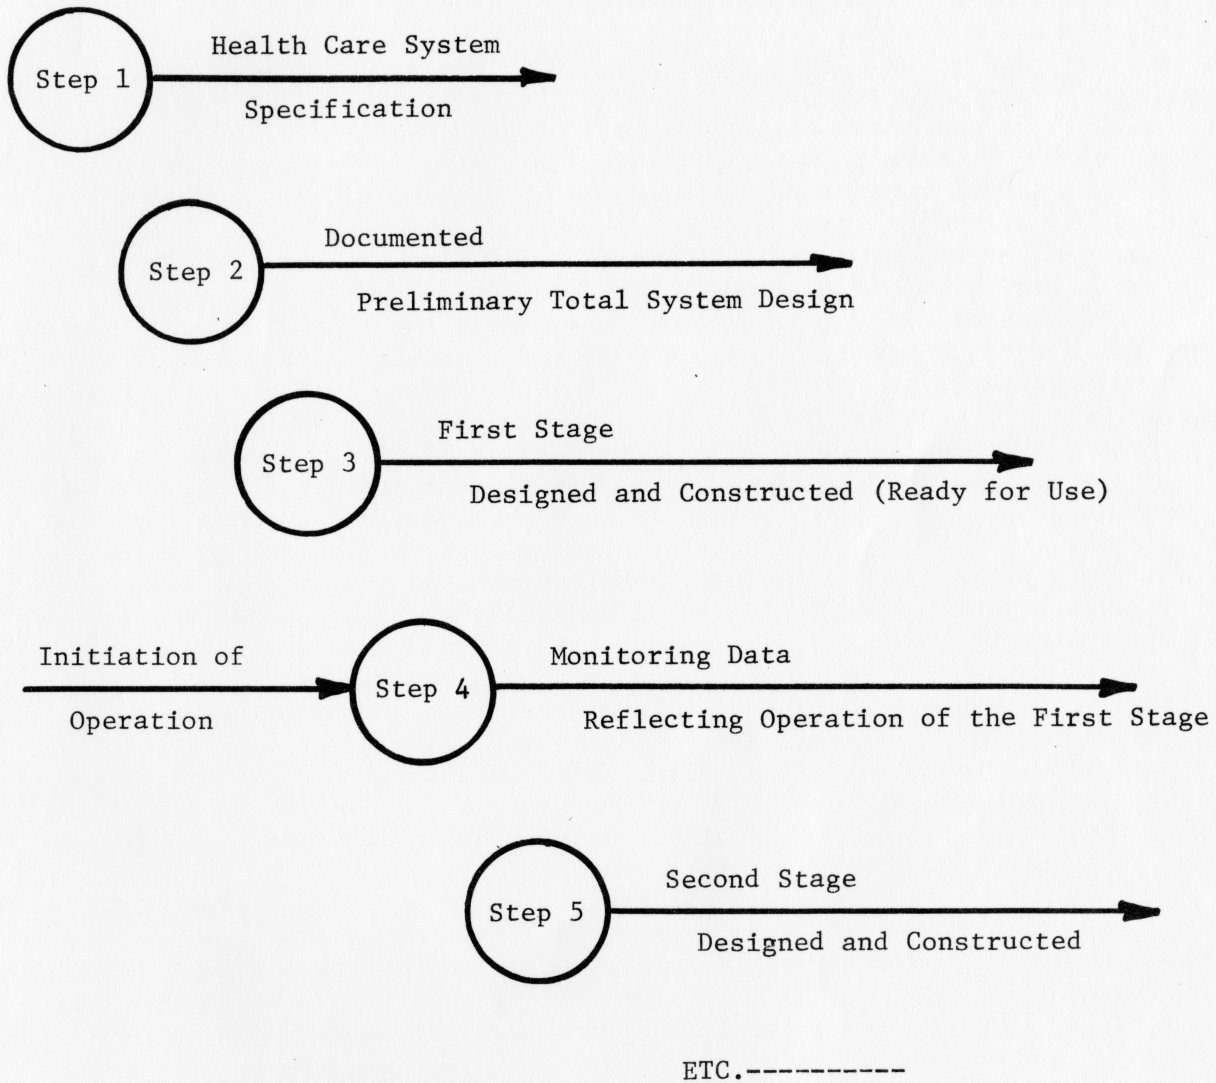 Health Care System
Step 1
Specification
Documented
Step 2
Preliminary Total System Design
First Stage
Step 3
Designed and Constructed (Ready for Use)
Initiation of
Monitoring Data
Step 4
Operation
Reflecting Operation of the First Stage
Second Stage
Step 5
Designed and Constructed
ETC.----------